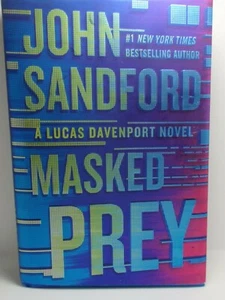 JOHN
#1 NEW YORK TIMES
BESTSELLING AUTHOR
SANDFORD
A LUCAS DAVENPORT NOVEL
MASKED
PREY